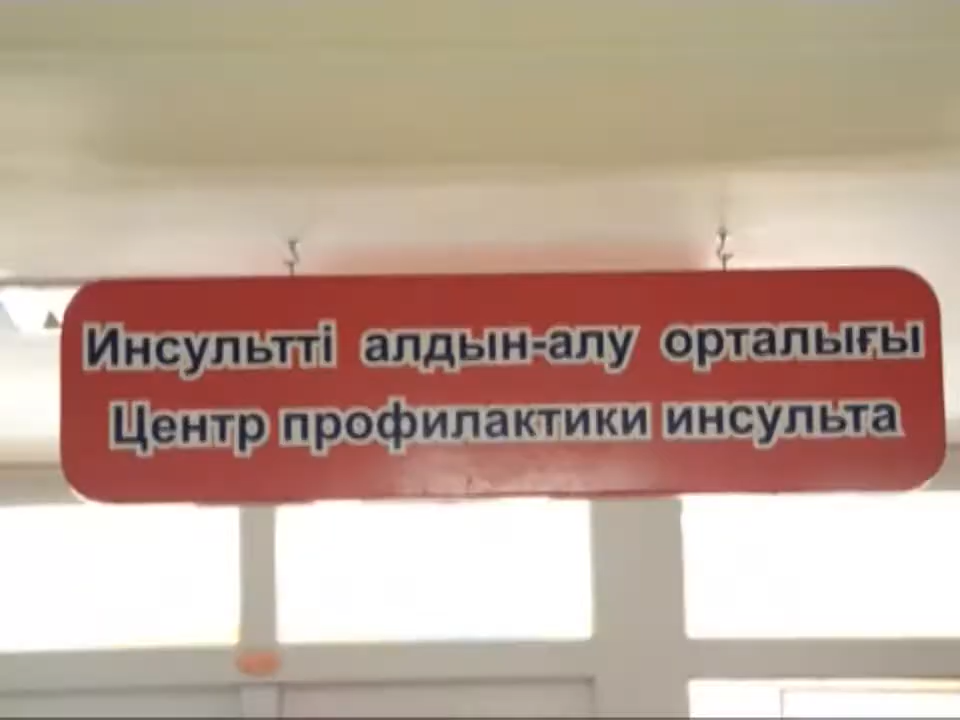 Инсультті алдын-алу орталығы
Центр профилактики инсульта